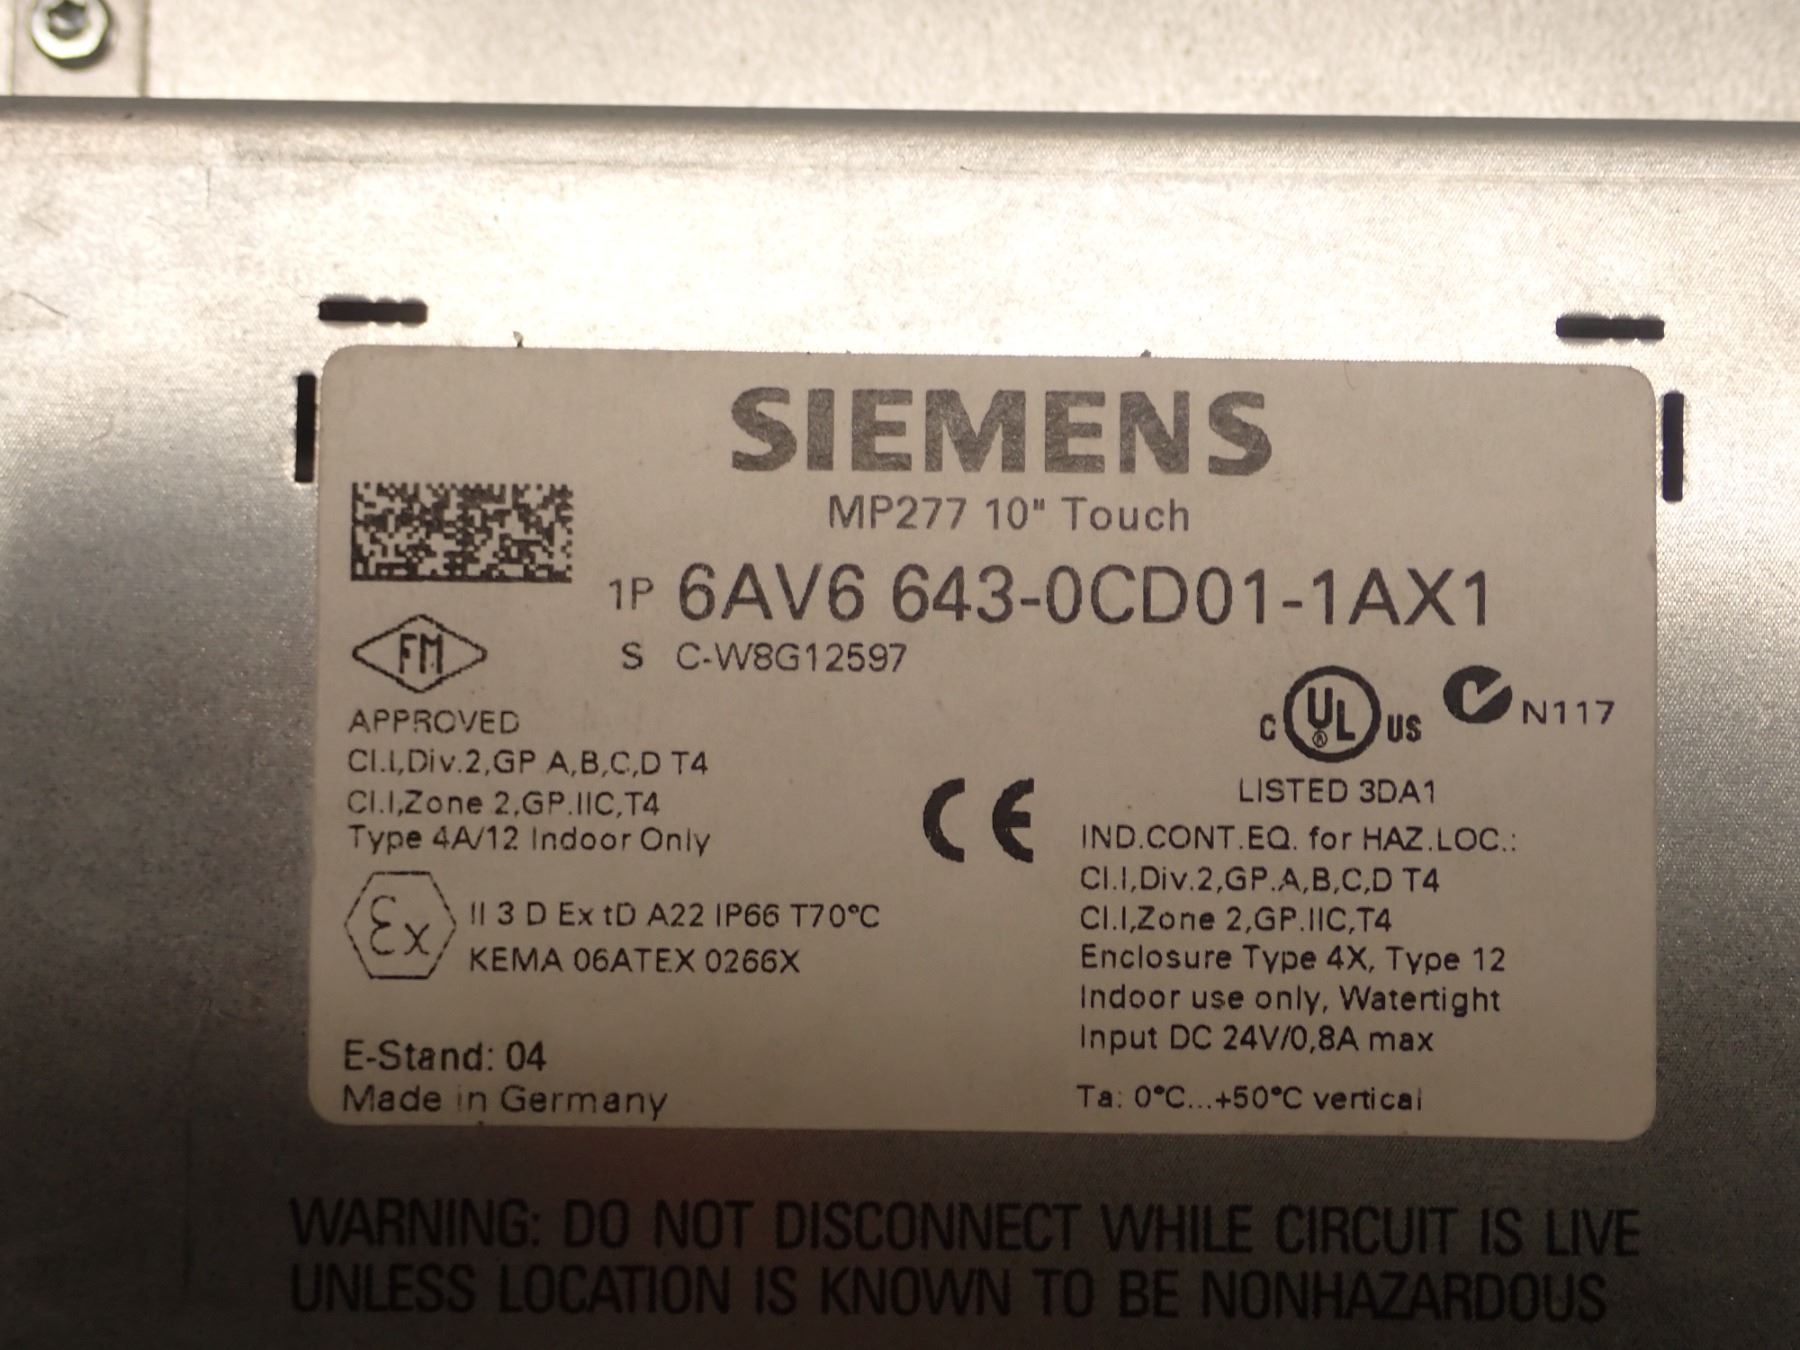 SIEMENS
MP277 10" Touch
1P 6AV6 643-0CD01-1AX1
S C-W8G12597
FM
APPROVED
Cl.I,Div.2,GP A,B,C,D T4
Cl.I,Zone 2,GP.IIC,T4
Type 4A/12 Indoor Only
Ex II 3 D Ex tD A22 IP66 T70°C
KEMA 06ATEX 0266X
E-Stand: 04
Made in Germany
CE
C UL ® US N117
LISTED 3DA1
IND.CONT.EQ. for HAZ.LOC.:
Cl.I,Div.2,GP.A,B,C,D T4
Cl.I,Zone 2,GP.IIC,T4
Enclosure Type 4X, Type 12
Indoor use only, Watertight
Input DC 24V/0,8A max
Ta: 0°C...+50°C vertical
WARNING: DO NOT DISCONNECT WHILE CIRCUIT IS LIVE
UNLESS LOCATION IS KNOWN TO BE NONHAZARDOUS